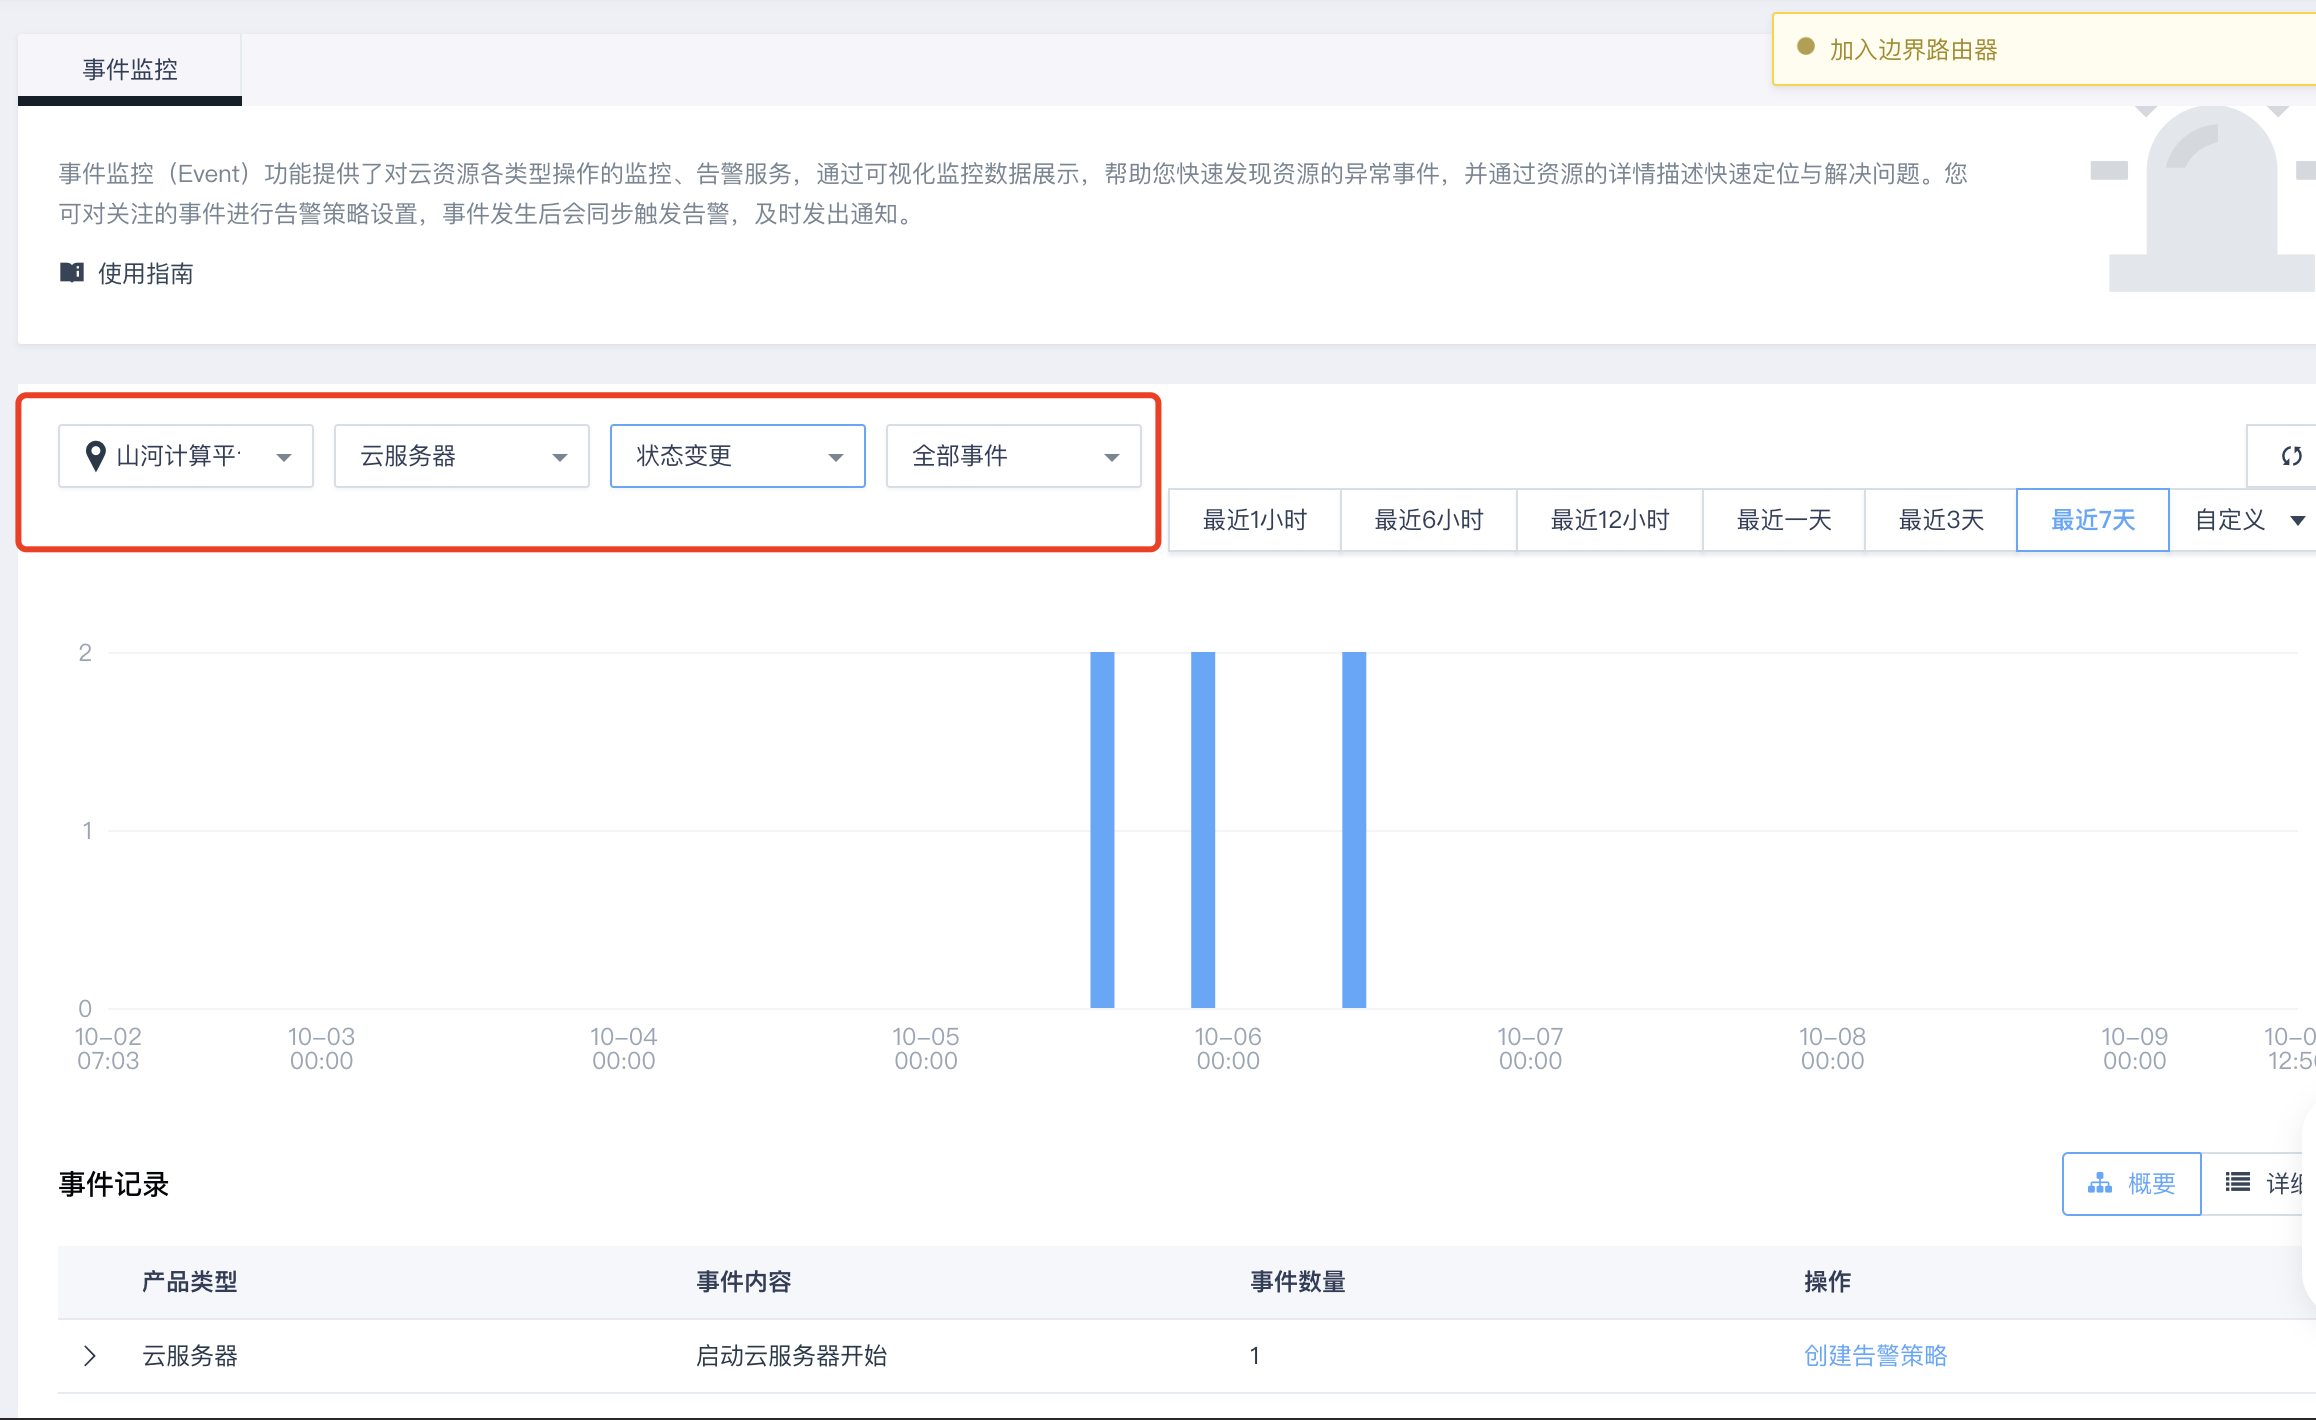 加入边界路由器
事件监控
事件监控（Event）功能提供了对云资源各类型操作的监控、告警服务，通过可视化监控数据展示，帮助您快速发现资源的异常事件，并通过资源的详情描述快速定位与解决问题。您
可对关注的事件进行告警策略设置，事件发生后会同步触发告警，及时发出通知。
使用指南
山河计算平 云服务器 状态变更 全部事件
最近1小时 最近6小时 最近12小时 最近一天 最近3天 最近7天 自定义
2
1
0
10-02 10-03 10-04 10-05 10-06 10-07 10-08 10-09 10-0
07:03 00:00 00:00 00:00 00:00 00:00 00:00 00:00 12:5
事件记录 概要 详
产品类型 事件内容 事件数量 操作
云服务器 启动云服务器开始 1 创建告警策略